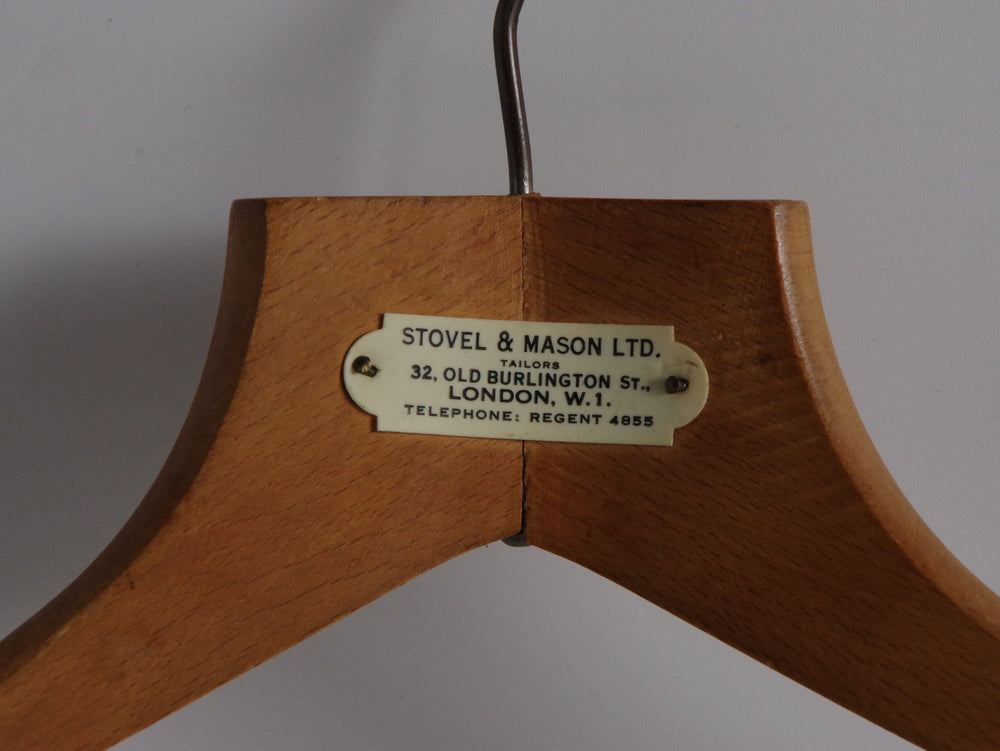 STOVEL & MASON LTD.
TAILORS
32, OLD BURLINGTON ST.,
LONDON, W.1.
TELEPHONE: REGENT 4855